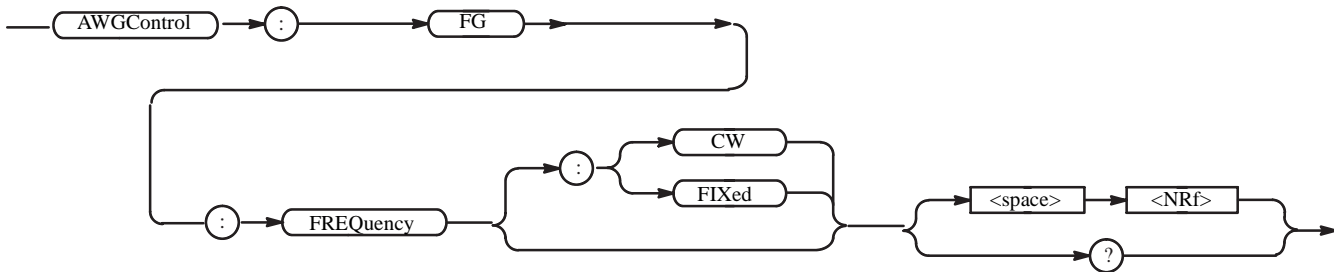 AWGControl : FG
: FREQuency : CW
FIXed
<space> <NRf>
?